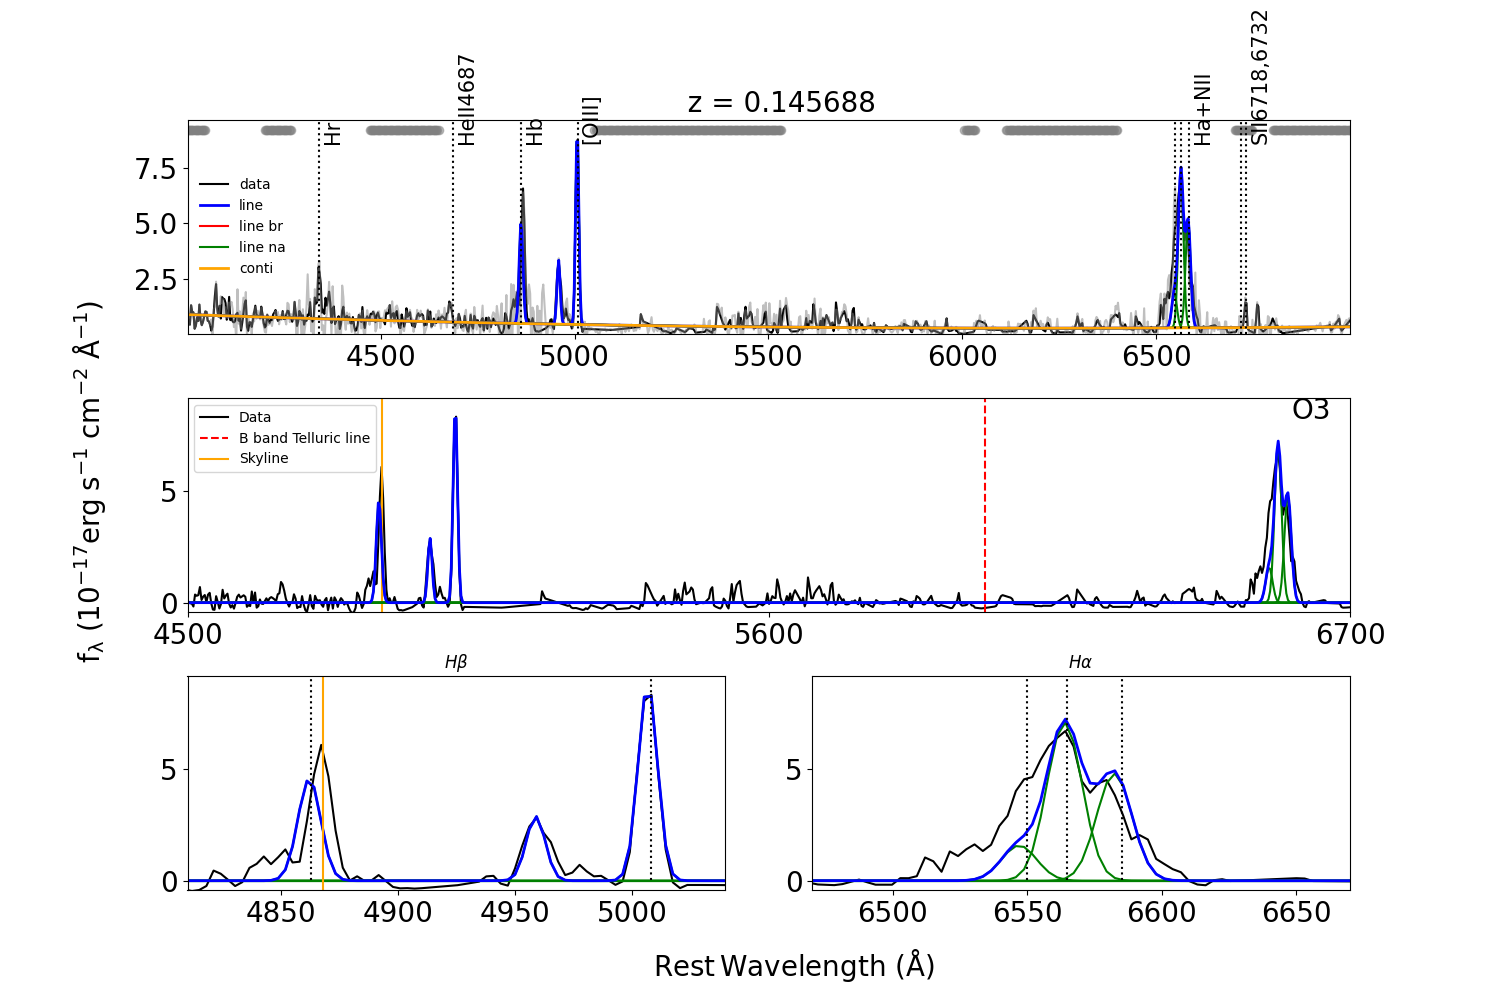 z = 0.145688
Hr
HeII4687
Hb
[OIII]
Ha+NII
SII6718,6732
7.5
5.0
2.5
data
line
line br
line na
conti
4500
5000
5500
6000
6500
fλ (10⁻¹⁷erg s⁻¹ cm⁻² Å⁻¹)
5
0
Data
B band Telluric line
Skyline
O3
4500
5600
6700
Hβ
5
0
4850
4900
4950
5000
Hα
5
0
6500
6550
6600
6650
Rest Wavelength (Å)